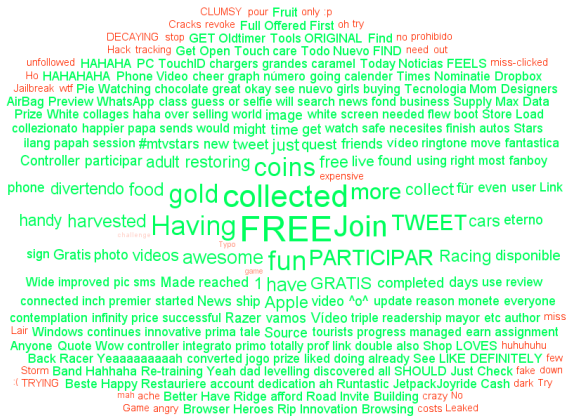 CLUMSY pour Fruit only :p
Cracks revoke Full Offered First oh try
DECAYING stop GET Oldtimer Tools ORIGINAL Find no prohibido
Hack tracking Get Open Touch care Todo Nuevo FIND need out
unfollowed HAHAHA PC TouchID chargers grandes caramel Today Noticias FEELS miss-clicked
Ho HAHAHAHA Phone Video cheer graph número going calender Times Nominatie Dropbox
Jailbreak wtf Pie Watching chocolate great okay see nuevo girls buying Tecnologia Mom Designers
AirBag Preview WhatsApp class guess or selfie will search news fond business Supply Max Data
Prize White collages haha over selling world image white screen needed flew boot Store Load
collezionato happier papa sends would might time get watch safe necesites finish autos Stars
ilang papah session #mtvstars new tweet just quest friends video ringtone move fantastica
Controller participar adult restoring coins free live found using right most fanboy
expensive
phone divertendo food gold collected more collect für even user Link
handy harvested Having FREE Join TWEET cars eterno
challenge
Typo
sign Gratis photo videos awesome fun PARTICIPAR Racing disponible
game
Wide improved pic sms Made reached 1 have GRATIS completed days use review
connected inch premier started News ship Apple video ^o^ update reason monete everyone
contemplation infinity price successful Razer vamos Video triple readership mayor etc author miss
Lair Windows continues innovative prima tale Source tourists progress managed earn assignment
Anyone Quote Wow controller integrato primo totally prof link double also Shop LOVES huhuhuhu
Back Racer Yeaaaaaaaaah converted jogo prize liked doing already See LIKE DEFINITELY few
Storm Band Hahhaha Re-training Yeah dad levelling discovered all SHOULD Just Check fake down
:( TRYING Beste Happy Restauriere account dedication ah Runtastic JetpackJoyride Cash dark Try
mah ache Better Have Ridge afford Road Invite Building crazy No
Game angry Browser Heroes Rip Innovation Browsing costs Leaked